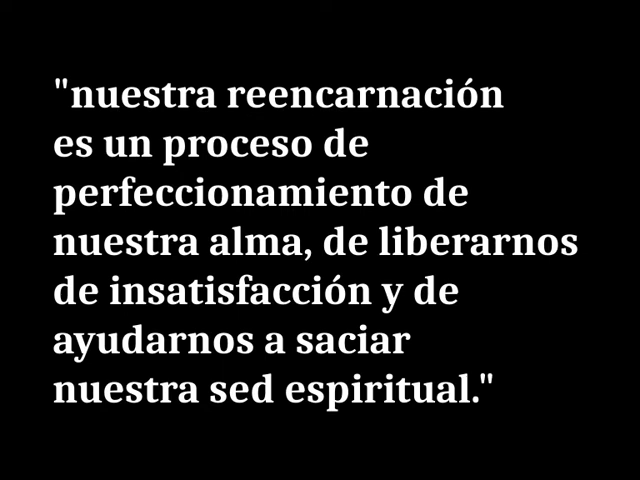 "nuestra reencarnación
es un proceso de
perfeccionamiento de
nuestra alma, de liberarnos
de insatisfacción y de
ayudarnos a saciar
nuestra sed espiritual."